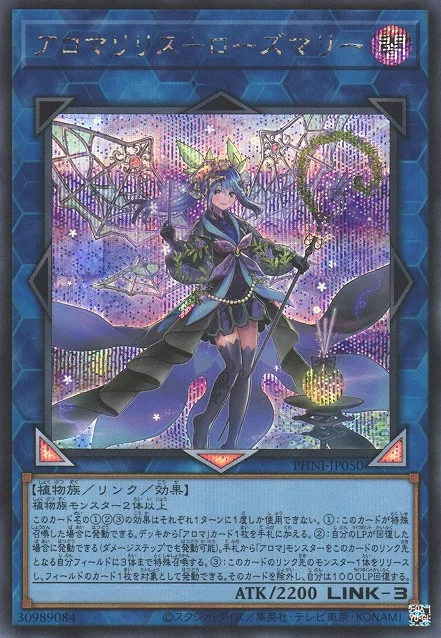 アロマリリス－ローズマリー
闇
PHNI-JP050
【植物族／リンク／効果】
植物族モンスター2体以上
このカード名の①②③の効果はそれぞれ1ターンに1度しか使用できない。①：このカードが特殊
召喚した場合に発動できる。デッキから「アロマ」カード1枚を手札に加える。②：自分のLPが回復し
た場合に発動できる(ダメージステップでも発動可能)。手札から「アロマ」モンスターをこのカードのリンク先
となる自分フィールドに3体まで特殊召喚する。③：このカードのリンク先のモンスター1体をリリース
し、フィールドのカード1枚を対象として発動できる。そのカードを除外し、自分は1000LP回復する。
ATK/2200 LINK-3
30989084 ©スタジオ・ダイス／集英社・テレビ東京・KONAMI